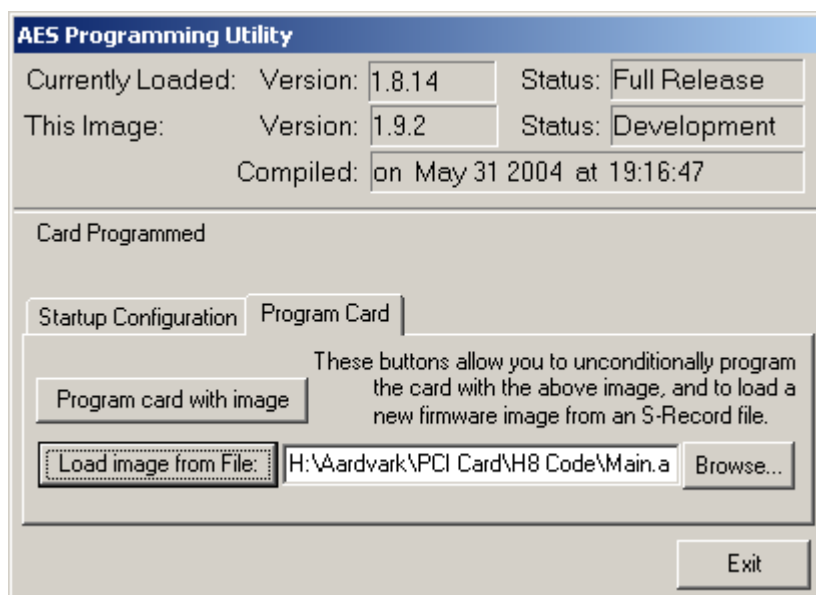 AES Programming Utility
Currently Loaded: Version: 1.8.14 Status: Full Release
This Image: Version: 1.9.2 Status: Development
Compiled: on May 31 2004 at 19:16:47
Card Programmed
Startup Configuration Program Card
These buttons allow you to unconditionally program
the card with the above image, and to load a
new firmware image from an S-Record file.
Program card with image
Load image from File: H:\Aardvark\PCI Card\H8 Code\Main.a Browse...
Exit